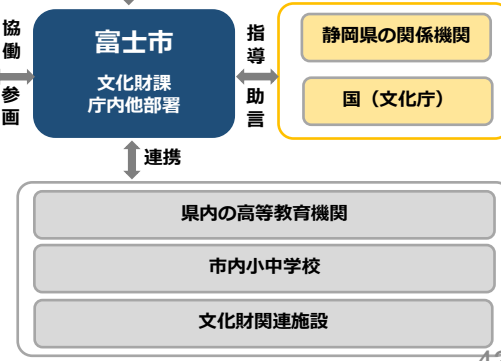 協働
参画
富士市
文化財課
庁内他部署
指導
助言
静岡県の関係機関
国（文化庁）
連携
県内の高等教育機関
市内小中学校
文化財関連施設